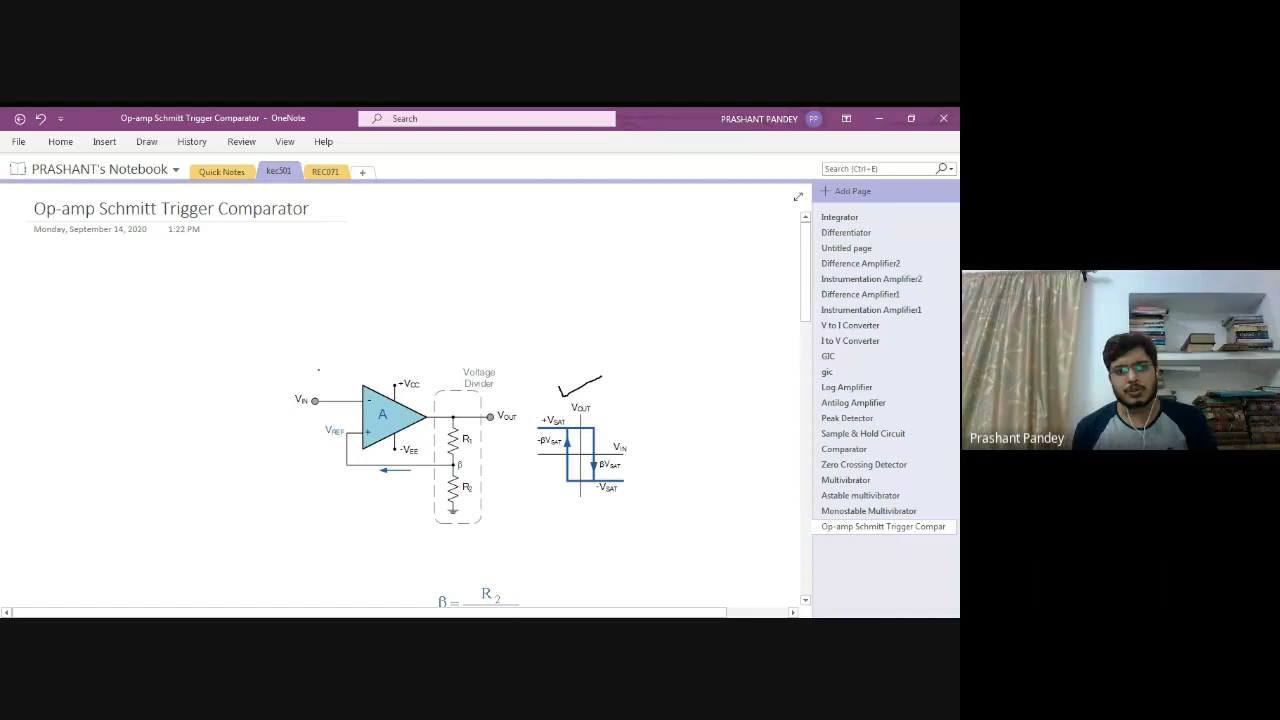 Op-amp Schmitt Trigger Comparator - OneNote
Search
PRASHANT PANDEY
PP
File Home Insert Draw History Review View Help
PRASHANT's Notebook
Quick Notes
kec501
REC071
Search (Ctrl+E)
Add Page
Op-amp Schmitt Trigger Comparator
Monday, September 14, 2020 1:22 PM
Integrator
Differentiator
Untitled page
Difference Amplifier2
Instrumentation Amplifier2
Difference Amplifier1
Instrumentation Amplifier1
V to I Converter
I to V Converter
GIC
gic
Log Amplifier
Antilog Amplifier
Peak Detector
Sample & Hold Circuit
Comparator
Zero Crossing Detector
Multivibrator
Astable multivibrator
Monostable Multivibrator
Op-amp Schmitt Trigger Compar
Voltage
Divider
+VCC
VIN
-
A
VOUT
VREF
+
-VEE
R1
β
R2
VOUT
+VSAT
-βVSAT
VIN
βVSAT
-VSAT
β = R2
Prashant Pandey